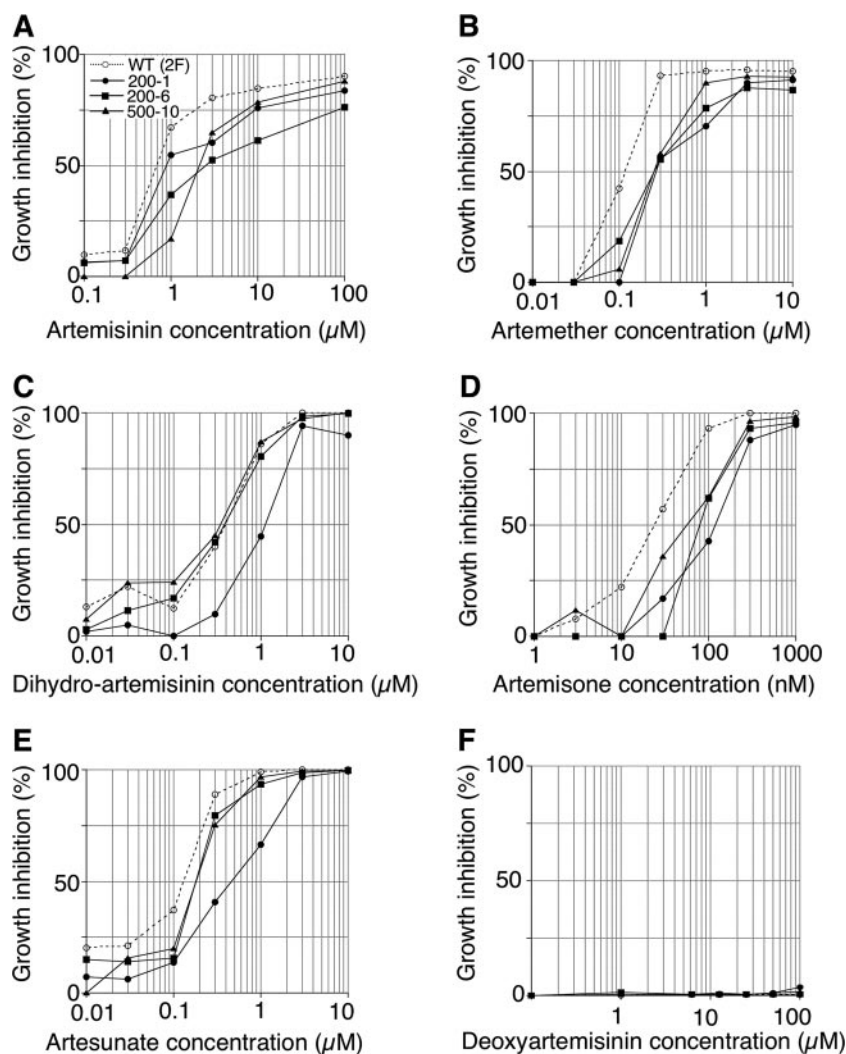 A
Growth inhibition (%)
100
50
0
WT (2F)
200-1
200-6
500-10
0.1 1 10 100
Artemisinin concentration (µM)
B
Growth inhibition (%)
100
50
0
0.01 0.1 1 10
Artemether concentration (µM)
C
Growth inhibition (%)
100
50
0
0.01 0.1 1 10
Dihydro-artemisinin concentration (µM)
D
Growth inhibition (%)
100
50
0
1 10 100 1000
Artemisone concentration (nM)
E
Growth inhibition (%)
100
50
0
0.01 0.1 1 10
Artesunate concentration (µM)
F
Growth inhibition (%)
100
50
0
1 10 100
Deoxyartemisinin concentration (µM)